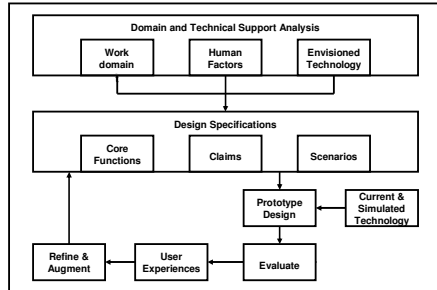 Domain and Technical Support Analysis
Work
domain
Human
Factors
Envisioned
Technology
Design Specifications
Core
Functions
Claims
Scenarios
Prototype
Design
Current &
Simulated
Technology
Refine &
Augment
User
Experiences
Evaluate